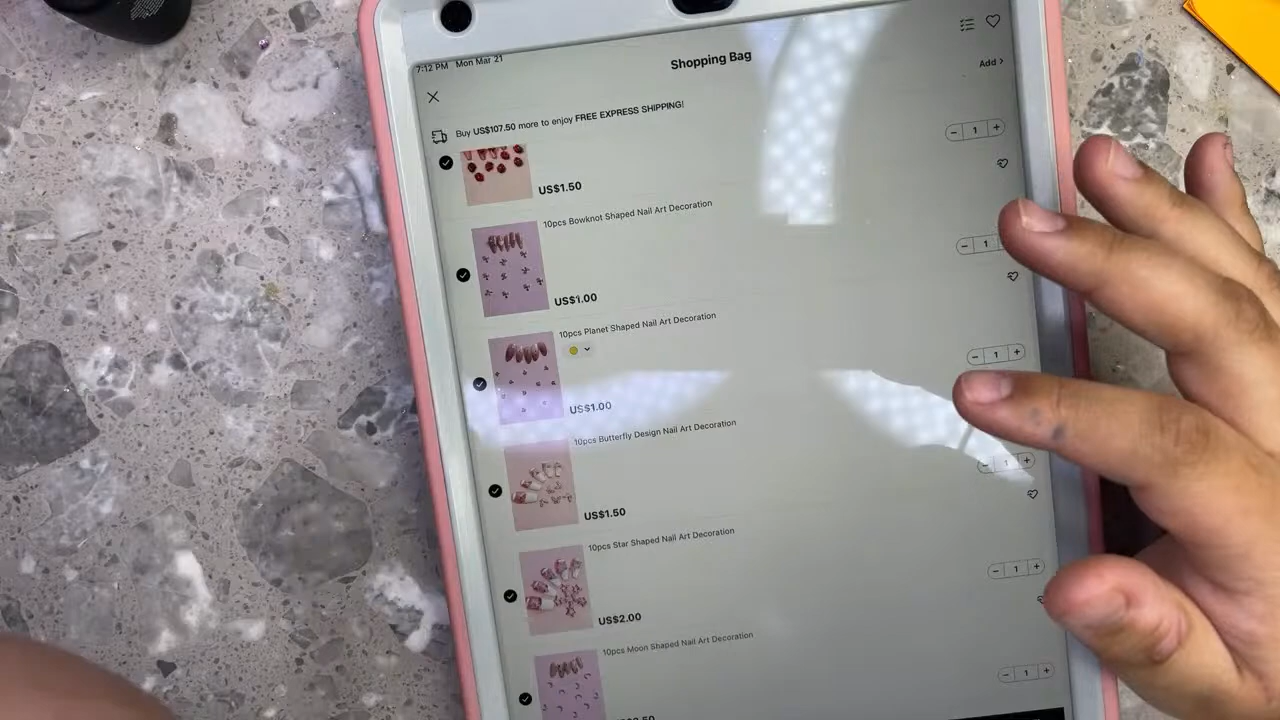 7:12 PM Mon Mar 21
Shopping Bag
Add >
Buy US$107.50 more to enjoy FREE EXPRESS SHIPPING!
- 1 +
US$1.50
10pcs Bowknot Shaped Nail Art Decoration
- 1
US$1.00
10pcs Planet Shaped Nail Art Decoration
- 1 +
US$1.00
10pcs Butterfly Design Nail Art Decoration
- 1 +
US$1.50
10pcs Star Shaped Nail Art Decoration
- 1 +
US$2.00
10pcs Moon Shaped Nail Art Decoration
- 1 +